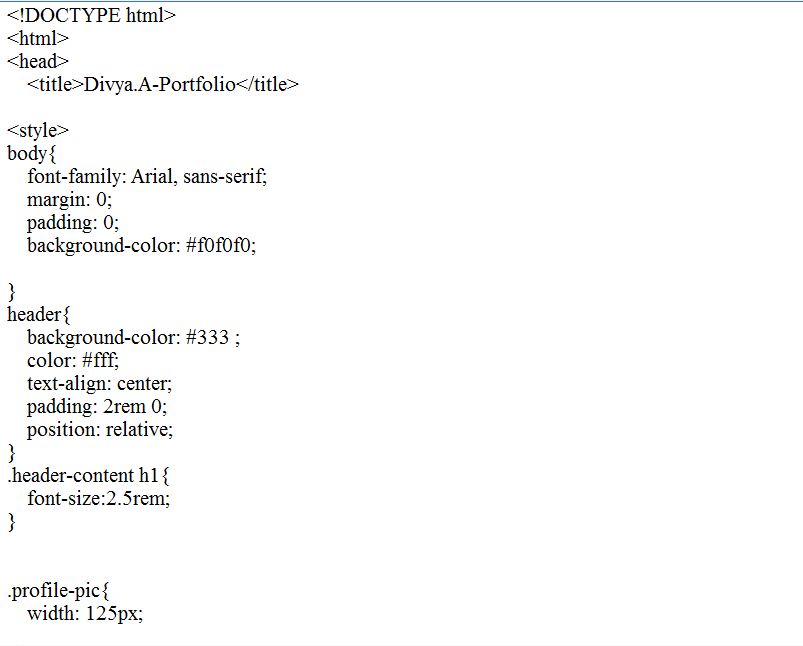 <!DOCTYPE html>
<html>
<head>
<title>Divya.A-Portfolio</title>
<style>
body{
font-family: Arial, sans-serif;
margin: 0;
padding: 0;
background-color: #f0f0f0;
}
header{
background-color: #333 ;
color: #fff;
text-align: center;
padding: 2rem 0;
position: relative;
}
.header-content h1{
font-size:2.5rem;
}
.profile-pic{
width: 125px;